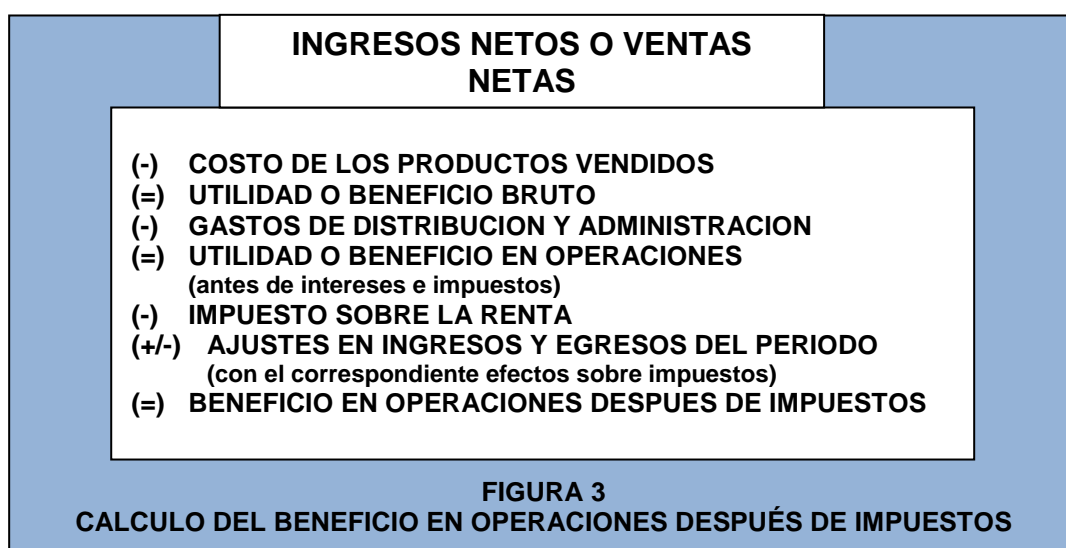 INGRESOS NETOS O VENTAS
NETAS
(-) COSTO DE LOS PRODUCTOS VENDIDOS
(=) UTILIDAD O BENEFICIO BRUTO
(-) GASTOS DE DISTRIBUCION Y ADMINISTRACION
(=) UTILIDAD O BENEFICIO EN OPERACIONES
(antes de intereses e impuestos)
(-) IMPUESTO SOBRE LA RENTA
(+/-) AJUSTES EN INGRESOS Y EGRESOS DEL PERIODO
(con el correspondiente efectos sobre impuestos)
(=) BENEFICIO EN OPERACIONES DESPUES DE IMPUESTOS
FIGURA 3
CALCULO DEL BENEFICIO EN OPERACIONES DESPUÉS DE IMPUESTOS